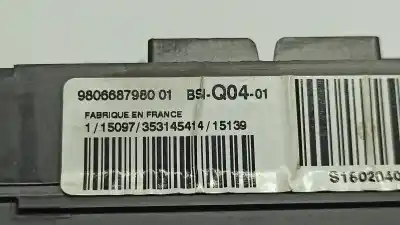 9806687980 01 BSI-Q04-01
FABRIQUE EN FRANCE
1/15097/353145414/15139
S1602040